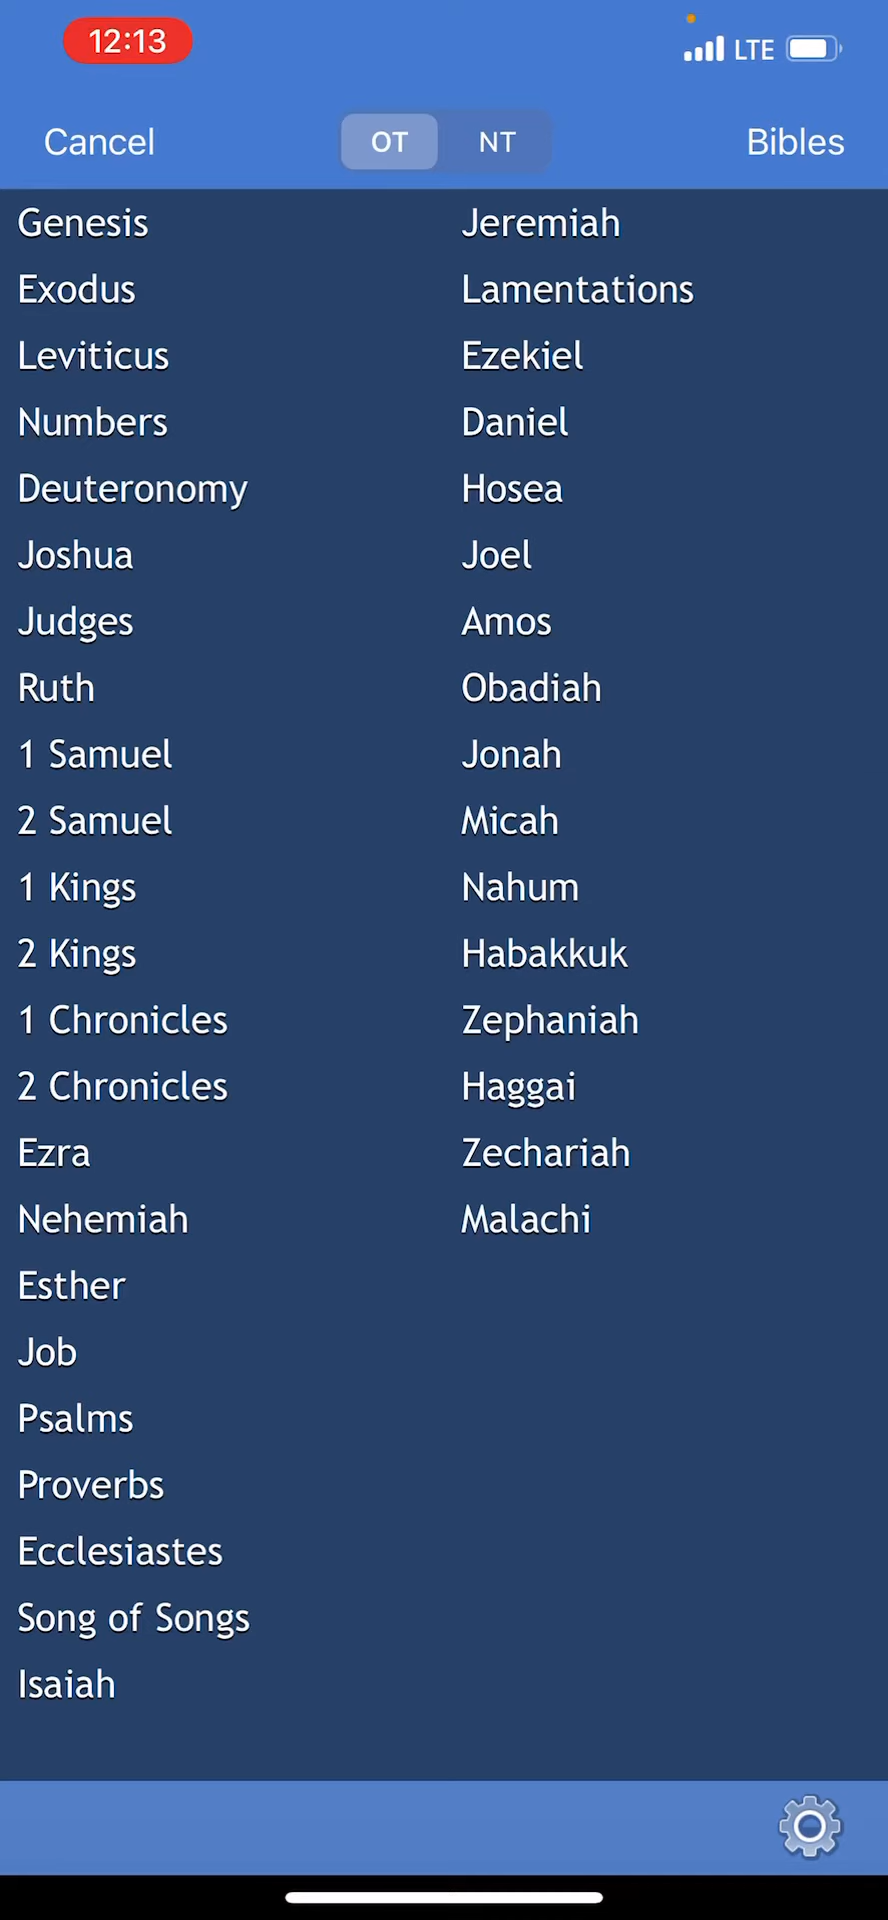 12:13
LTE
Cancel
OT
NT
Bibles
Genesis
Exodus
Leviticus
Numbers
Deuteronomy
Joshua
Judges
Ruth
1 Samuel
2 Samuel
1 Kings
2 Kings
1 Chronicles
2 Chronicles
Ezra
Nehemiah
Esther
Job
Psalms
Proverbs
Ecclesiastes
Song of Songs
Isaiah
Jeremiah
Lamentations
Ezekiel
Daniel
Hosea
Joel
Amos
Obadiah
Jonah
Micah
Nahum
Habakkuk
Zephaniah
Haggai
Zechariah
Malachi